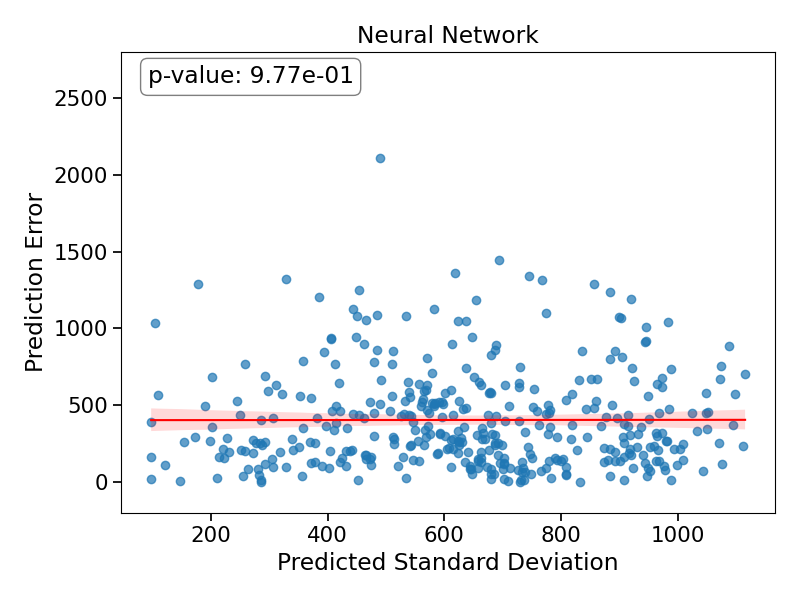 Neural Network
p-value: 9.77e-01
2500
2000
1500
1000
500
0
Prediction Error
200 400 600 800 1000
Predicted Standard Deviation